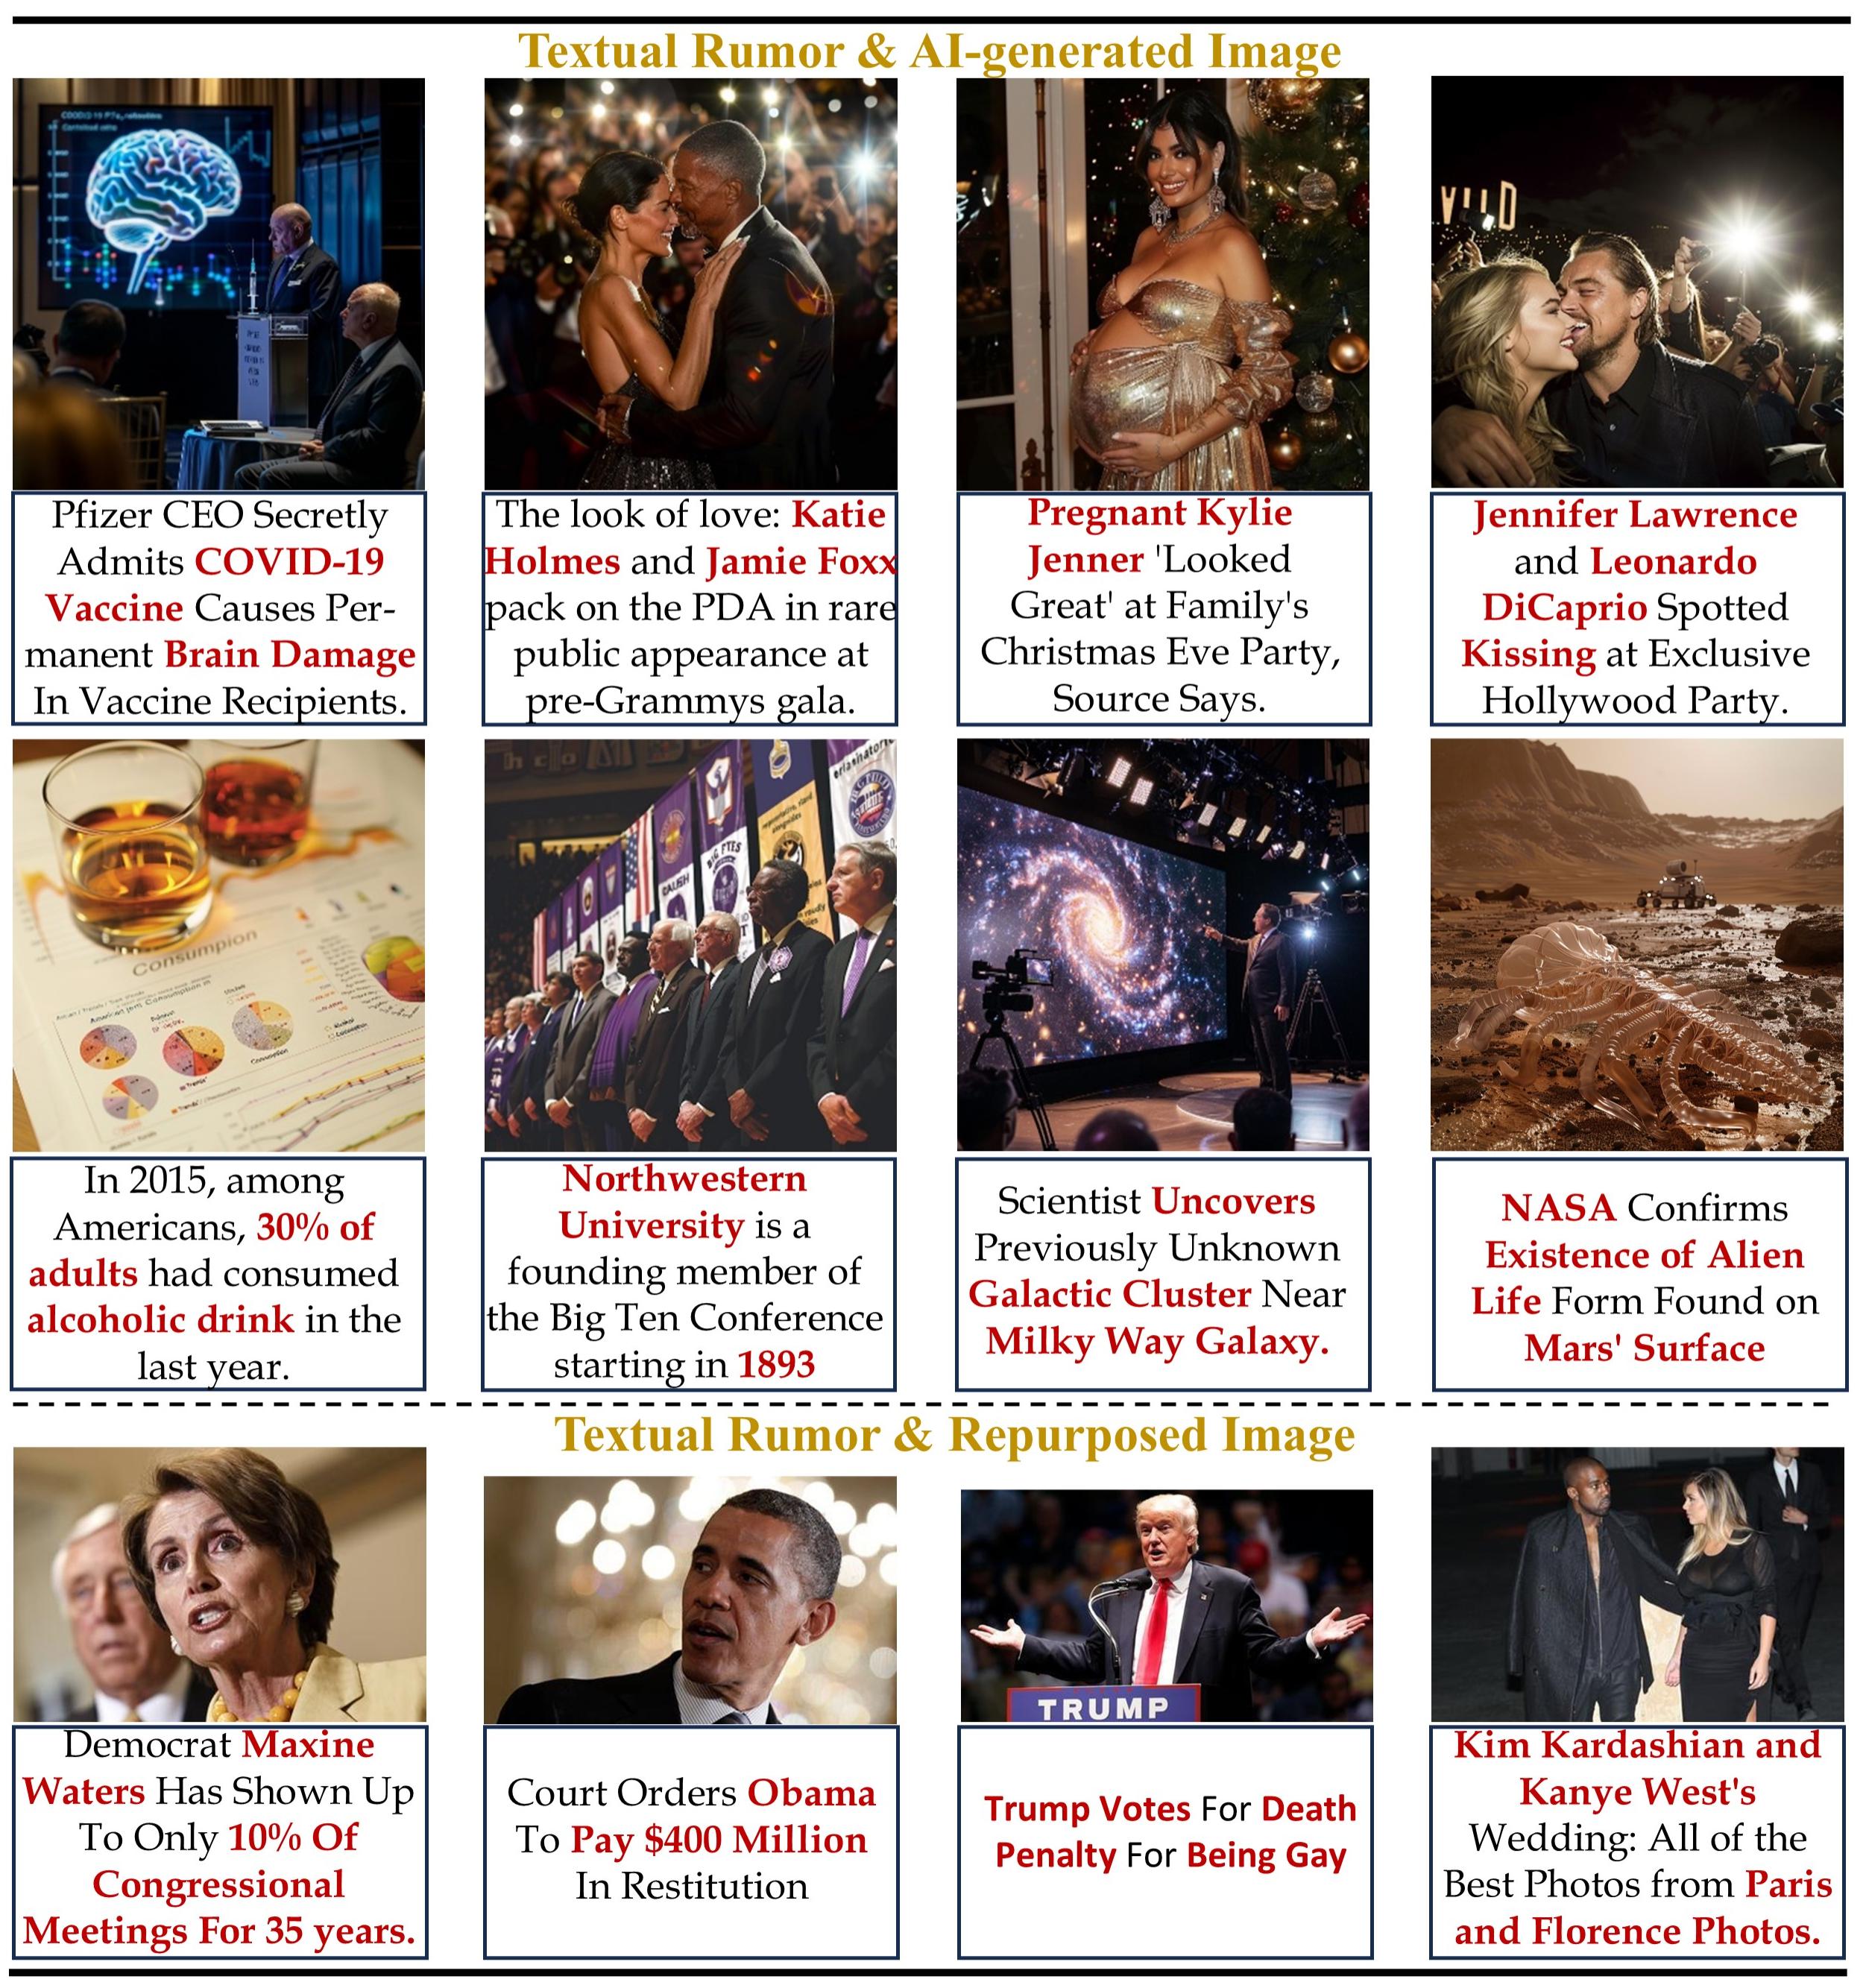 Textual Rumor & AI-generated Image
VIID
Pfizer CEO Secretly
Admits COVID-19
Vaccine Causes Per-
manent Brain Damage
In Vaccine Recipients.
The look of love: Katie
Holmes and Jamie Foxx
pack on the PDA in rare
public appearance at
pre-Grammys gala.
Pregnant Kylie
Jenner 'Looked
Great' at Family's
Christmas Eve Party,
Source Says.
Jennifer Lawrence
and Leonardo
DiCaprio Spotted
Kissing at Exclusive
Hollywood Party.
Consumpion
In 2015, among
Americans, 30% of
adults had consumed
alcoholic drink in the
last year.
Northwestern
University is a
founding member of
the Big Ten Conference
starting in 1893
Scientist Uncovers
Previously Unknown
Galactic Cluster Near
Milky Way Galaxy.
NASA Confirms
Existence of Alien
Life Form Found on
Mars' Surface
Textual Rumor & Repurposed Image
TRUMP
Democrat Maxine
Waters Has Shown Up
To Only 10% Of
Congressional
Meetings For 35 years.
Court Orders Obama
To Pay $400 Million
In Restitution
Trump Votes For Death
Penalty For Being Gay
Kim Kardashian and
Kanye West's
Wedding: All of the
Best Photos from Paris
and Florence Photos.